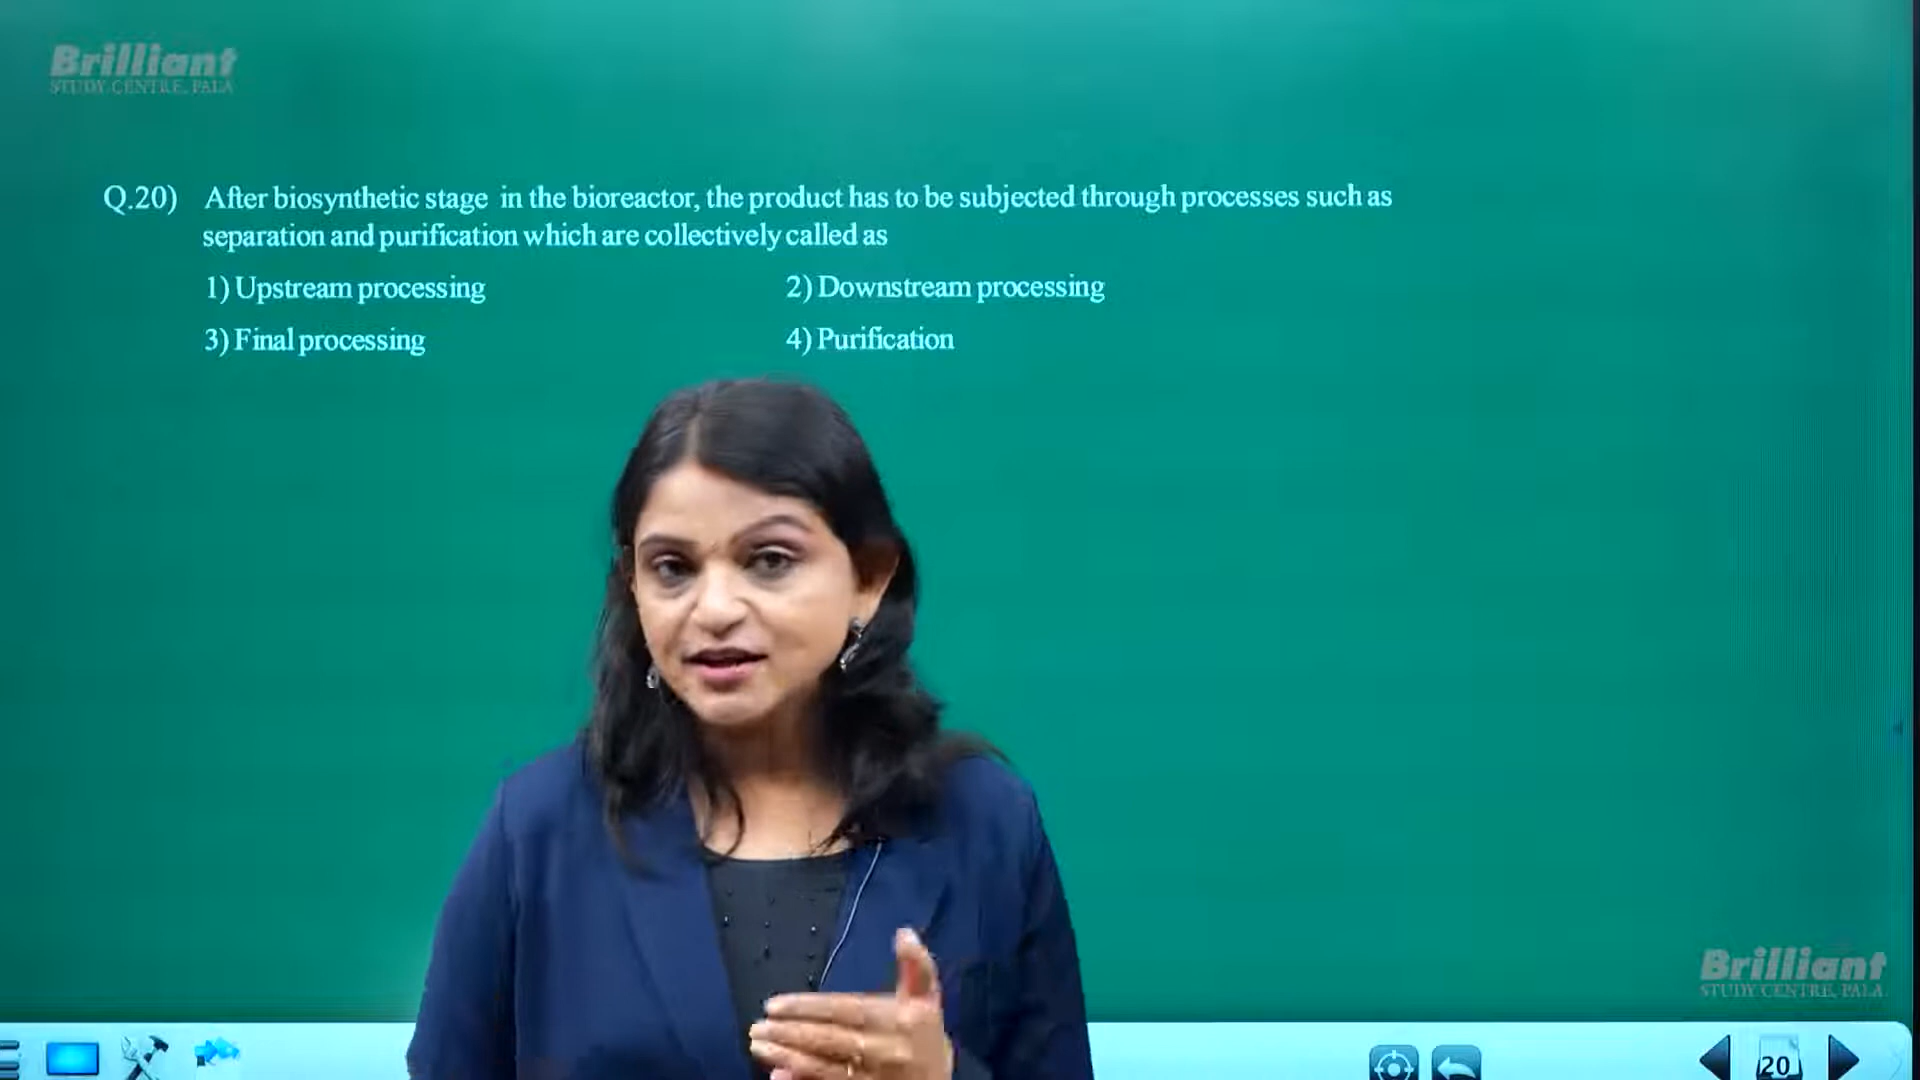 Brilliant
STUDY CENTRE, PALA
Q.20) After biosynthetic stage in the bioreactor, the product has to be subjected through processes such as
separation and purification which are collectively called as
1) Upstream processing 2) Downstream processing
3) Final processing 4) Purification
Brilliant
STUDY CENTRE, PALA
20